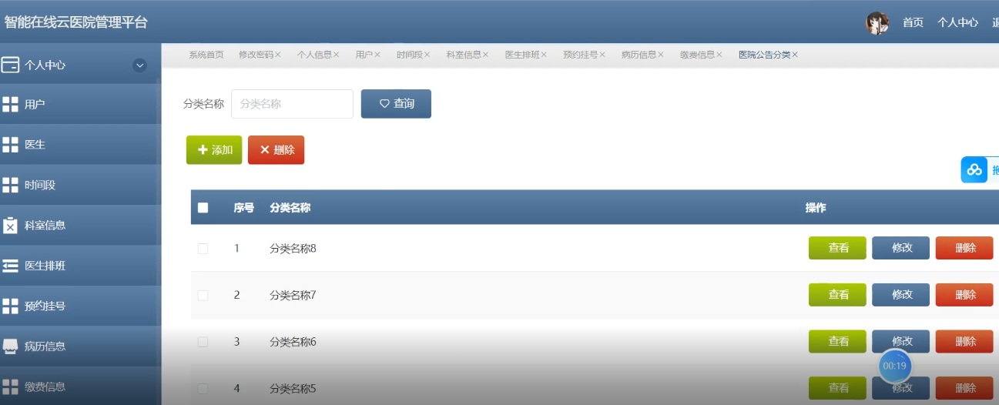 智能在线云医院管理平台
首页 个人中心
个人中心
系统首页 修改密码× 个人信息× 用户× 时间段× 科室信息× 医生排班× 预约挂号× 病历信息× 缴费信息× 医院公告分类×
用户
医生
时间段
科室信息
医生排班
预约挂号
病历信息
缴费信息
分类名称 分类名称 查询
添加 删除
序号 分类名称 操作
1 分类名称8 查看 修改 删除
2 分类名称7 查看 修改 删除
3 分类名称6 查看 修改 删除
00:19
4 分类名称5 查看 修改 删除